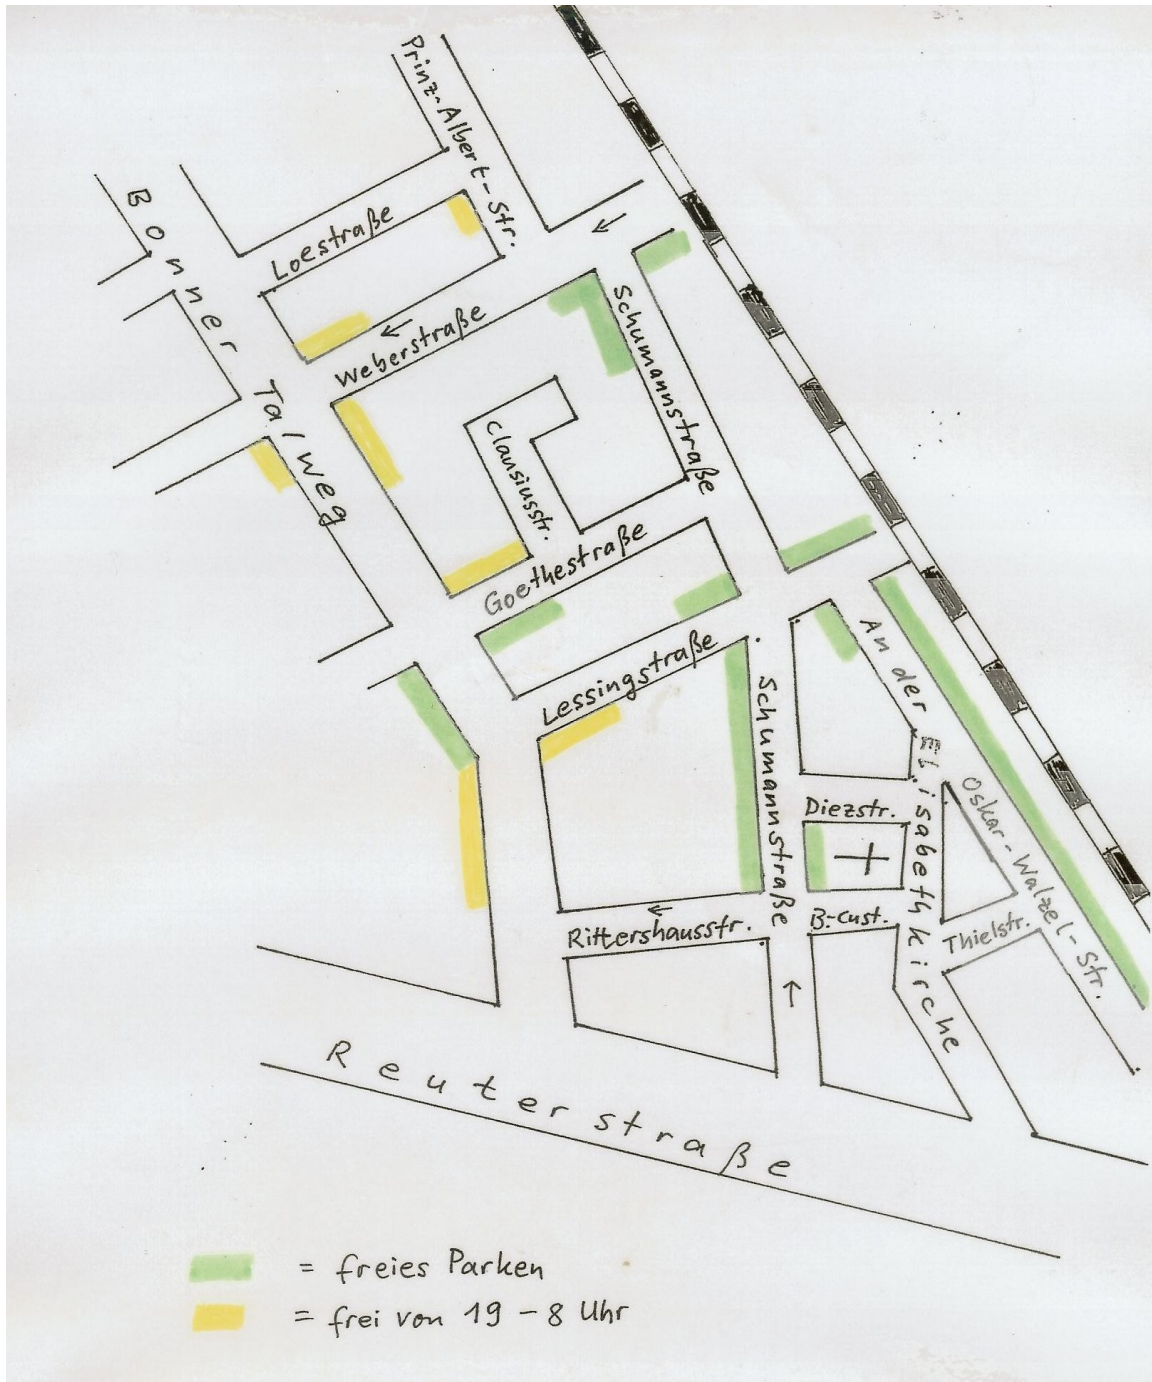 Prinz-Albert-Str.
Bonner Talweg
Loestraße
Weberstraße
Schumannstraße
Clausiusstr.
Goethestraße
Lessingstraße
An der Elisabethkirche
Schumannstraße
Oskar-Walzel-Str.
Diezstr.
B.-Cust.
Thielstr.
Rittershausstr.
Reuterstraße
= freies Parken
= frei von 19 – 8 Uhr